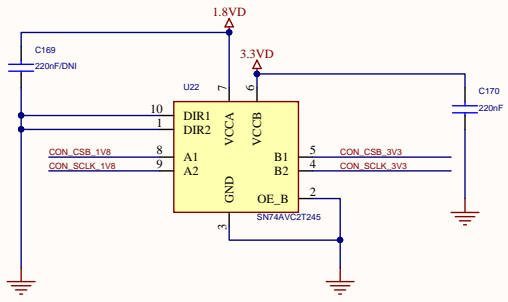 1.8VD
3.3VD
C169
220nF/DNI
U22
7
6
C170
220nF
10
DIR1
1
DIR2
VCCA
VCCB
CON_CSB_1V8
8
A1
B1
5
CON_CSB_3V3
CON_SCLK_1V8
9
A2
B2
4
CON_SCLK_3V3
GND
OE_B
2
3
SN74AVC2T245